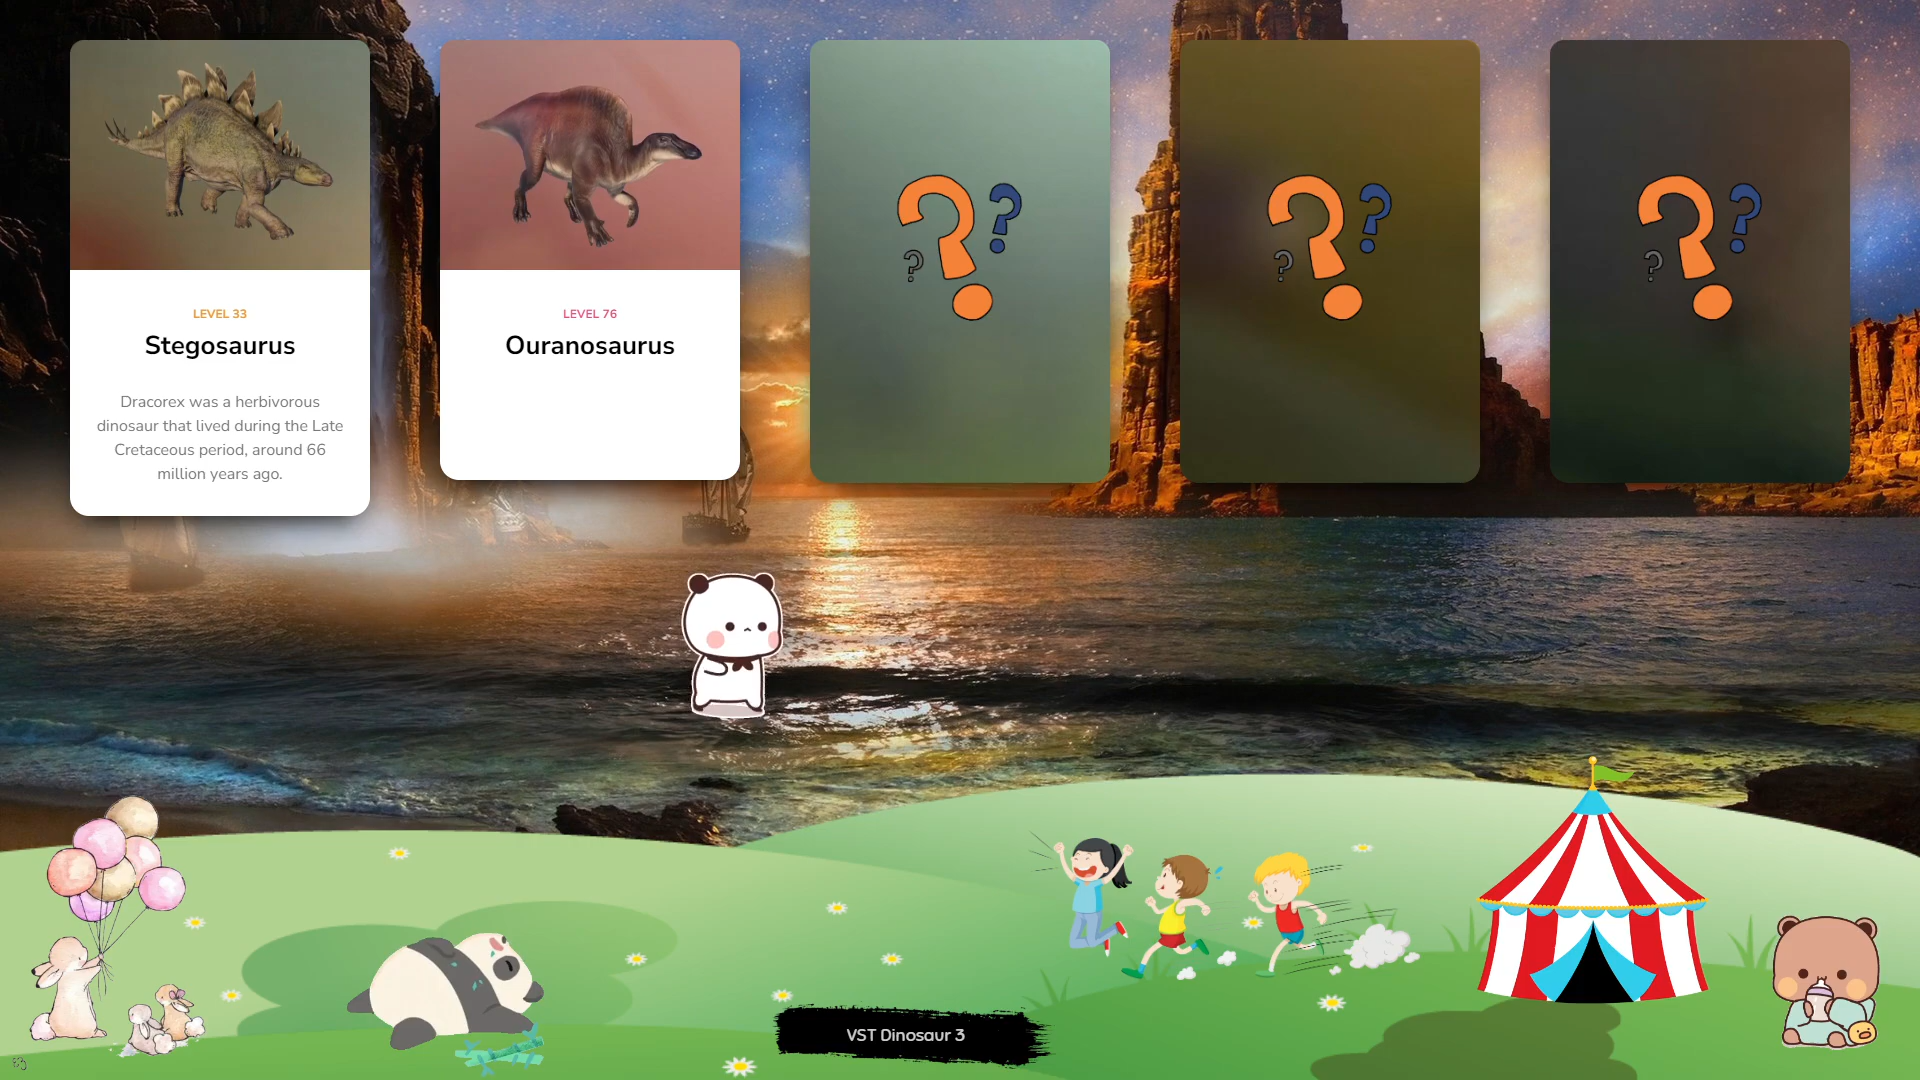 LEVEL 33
Stegosaurus
Dracorex was a herbivorous
dinosaur that lived during the Late
Cretaceous period, around 66
million years ago.
LEVEL 76
Ouranosaurus
? ? ?
? ? ?
? ? ?
VST Dinosaur 3